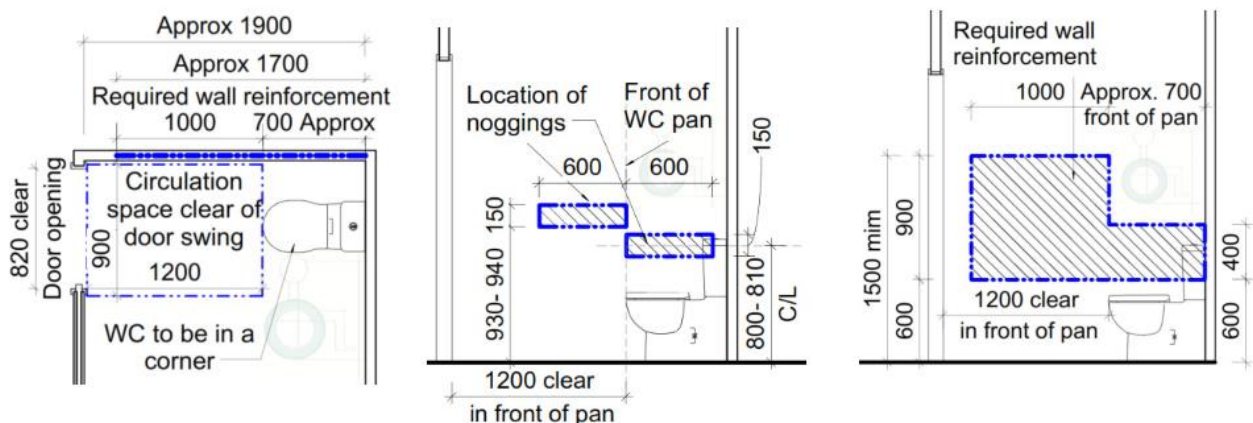 Approx 1900
Approx 1700
Required wall reinforcement
1000
700 Approx
Door opening
820 clear
900
Circulation
space clear of
door swing
1200
WC to be in a
corner
Location of
noggings
Front of
WC pan
150
600
600
150
930- 940
800- 810
C/L
1200 clear
in front of pan
Required wall
reinforcement
1000
Approx. 700
front of pan
1500 mim
900
600
400
600
1200 clear
in front of pan